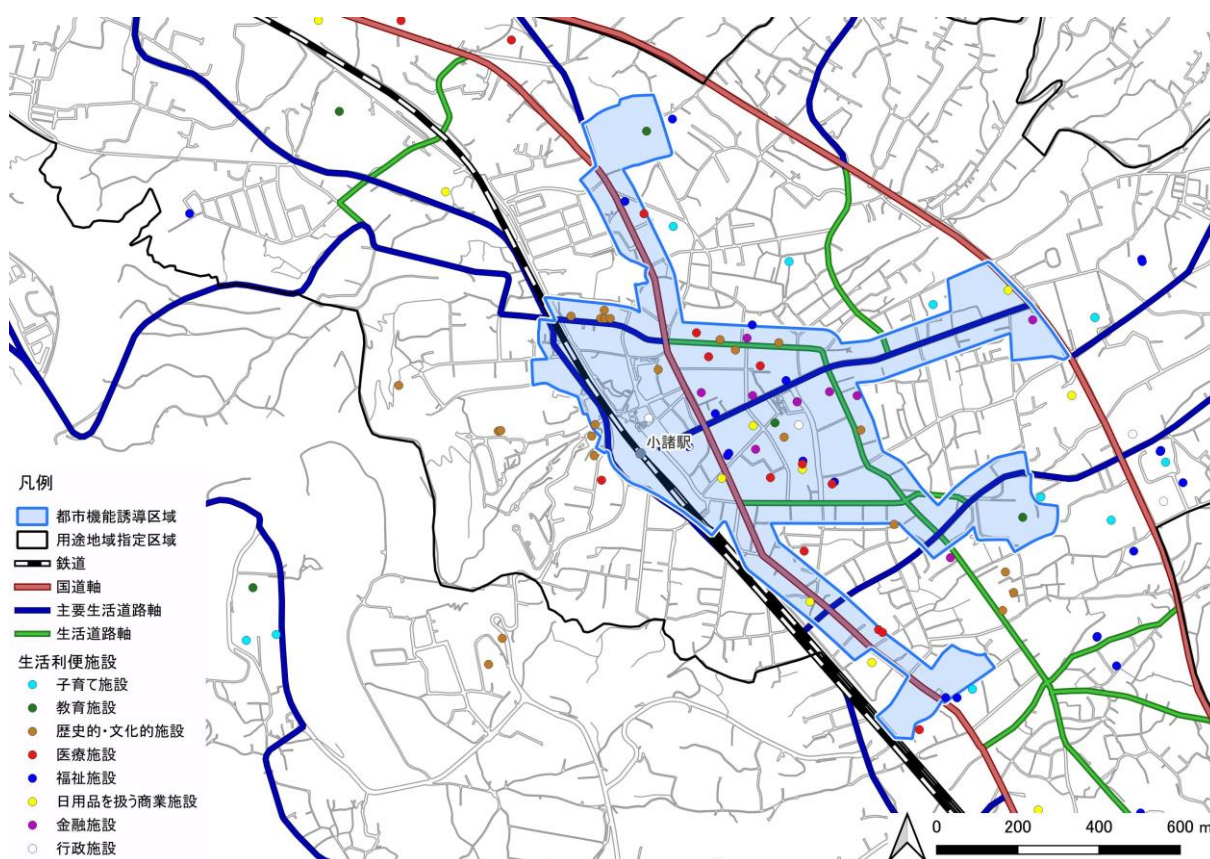 小諸駅
凡例
都市機能誘導区域
用途地域指定区域
鉄道
国道軸
主要生活道路軸
生活道路軸
生活利便施設
子育て施設
教育施設
歴史的・文化的施設
医療施設
福祉施設
日用品を扱う商業施設
金融施設
行政施設
0 200 400 600 m